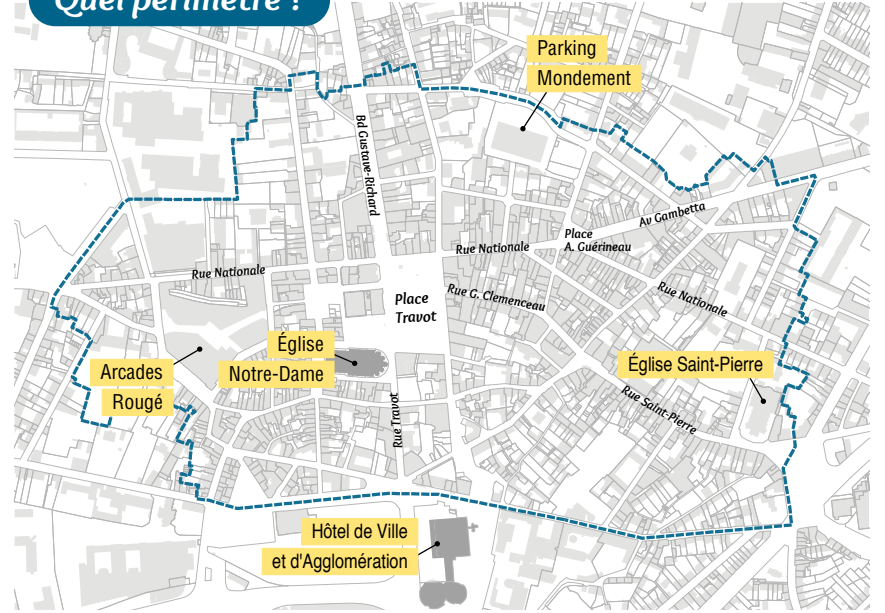 Quel périmètre ?
Parking
Mondement
Bd Gustave-Richard
Av Gambetta
Place
A. Guérineau
Rue Nationale
Rue Nationale
Rue Nationale
Rue G. Clemenceau
Place
Travot
Église
Notre-Dame
Arcades
Rougé
Église Saint-Pierre
Rue Saint-Pierre
Rue Travot
Hôtel de Ville
et d'Agglomération